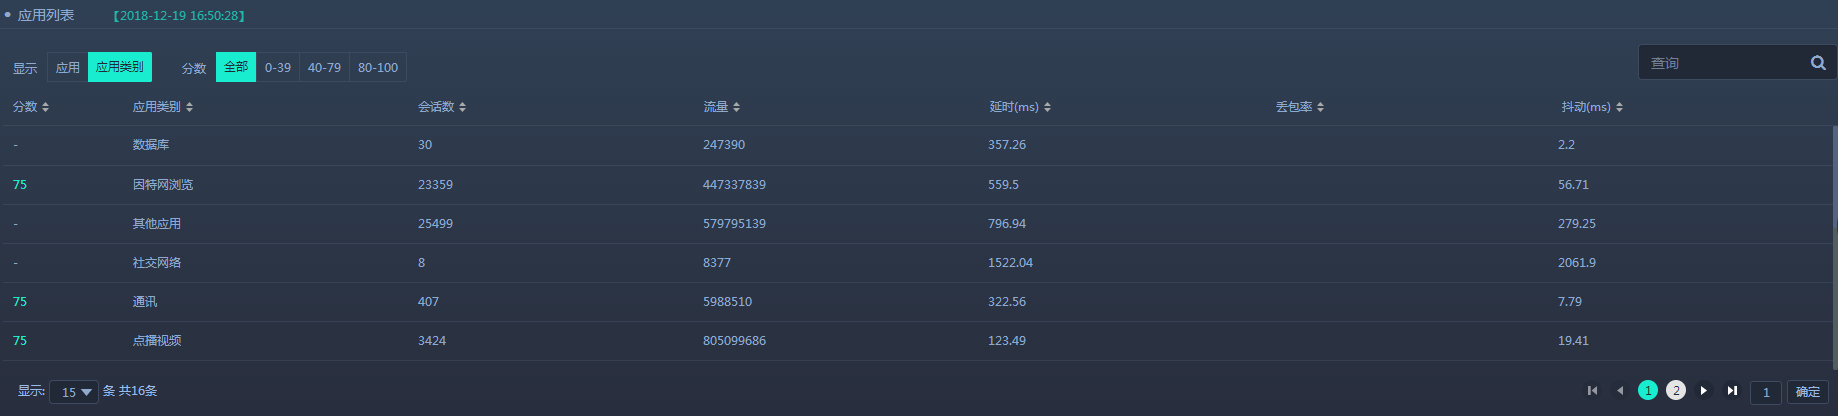 应用列表 【2018-12-19 16:50:28】
显示 应用 应用类别 分数 全部 0-39 40-79 80-100 查询
分数 应用类别 会话数 流量 延时(ms) 丢包率 抖动(ms)
- 数据库 30 247390 357.26 2.2
75 因特网浏览 23359 447337839 559.5 56.71
- 其他应用 25499 579795139 796.94 279.25
- 社交网络 8 8377 1522.04 2061.9
75 通讯 407 5988510 322.56 7.79
75 点播视频 3424 805099686 123.49 19.41
显示: 15 条 共16条 1 2 1 确定